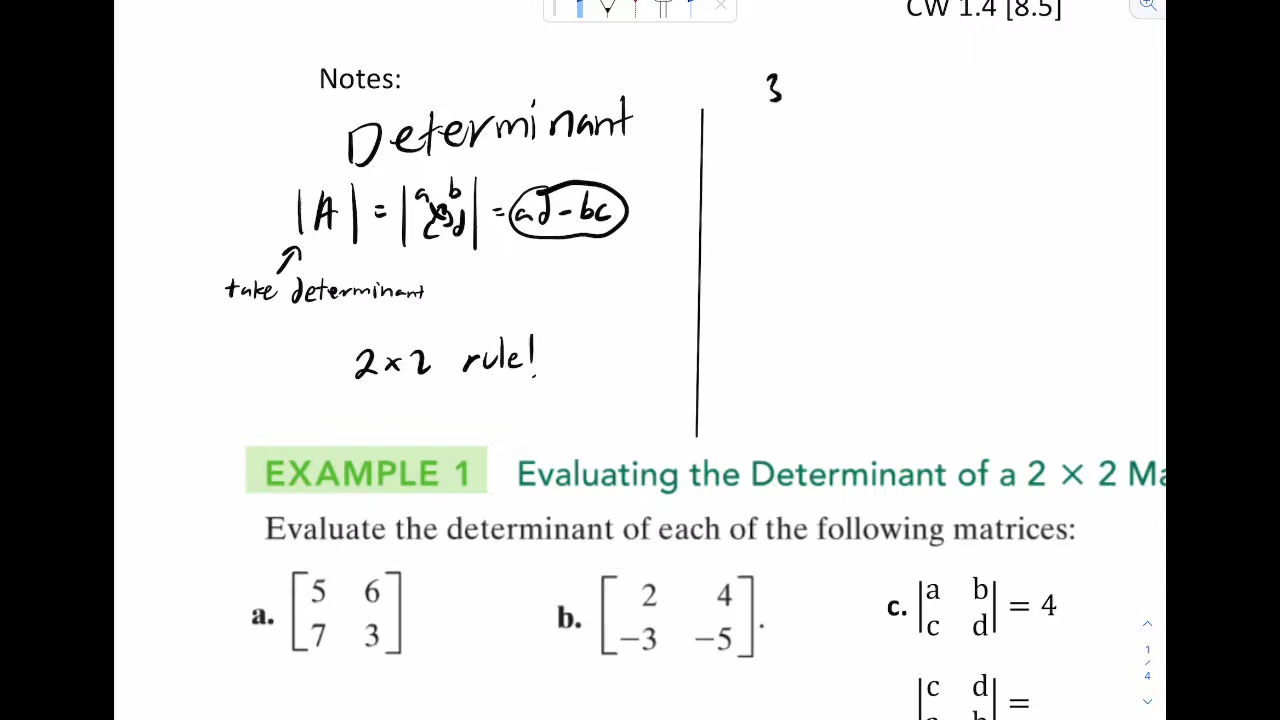 CW 1.4 [8.5]
Notes:
3
Determinant
|A| = |a b c d| = ad - bc
take determinant
2 × 2 rule!
EXAMPLE 1 Evaluating the Determinant of a 2 × 2 Ma
Evaluate the determinant of each of the following matrices:
a. [5 6
7 3]
b. [2 4
−3 −5].
c. |a b
c d| = 4
|c d
=
1
/
4